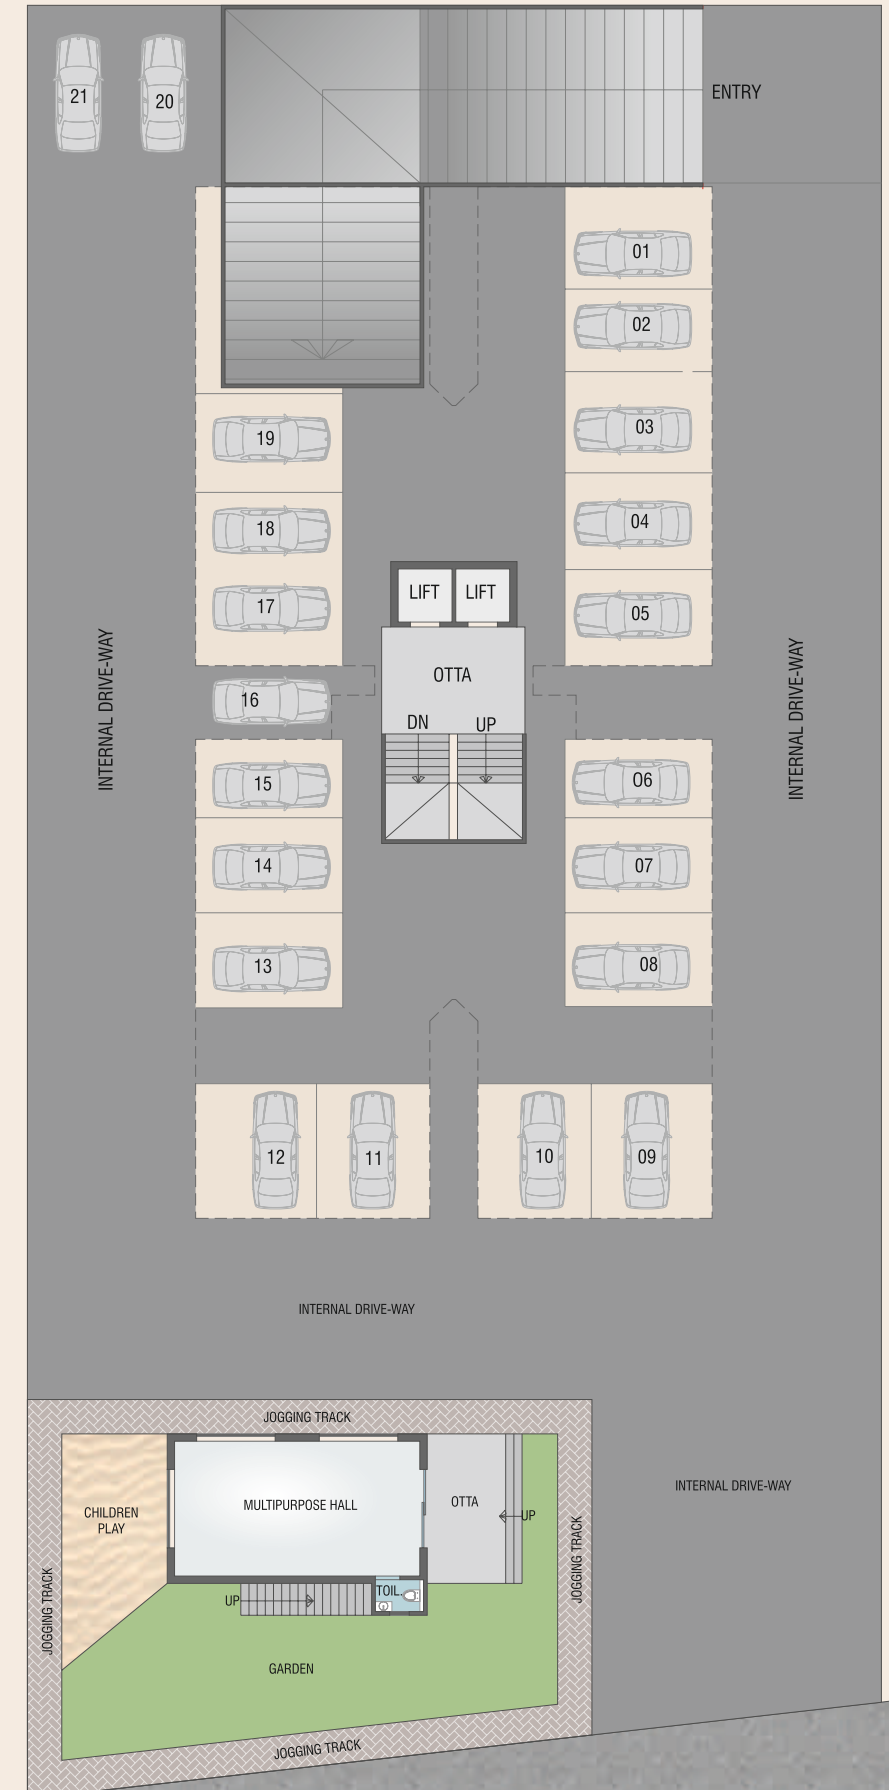 21
20
ENTRY
01
02
03
04
05
19
18
17
16
15
14
13
LIFT
LIFT
OTTA
DN
UP
INTERNAL DRIVE-WAY
INTERNAL DRIVE-WAY
06
07
08
12
11
10
09
INTERNAL DRIVE-WAY
JOGGING TRACK
CHILDREN
PLAY
MULTIPURPOSE HALL
OTTA
UP
INTERNAL DRIVE-WAY
JOGGING TRACK
JOGGING TRACK
TOIL.
UP
GARDEN
JOGGING TRACK